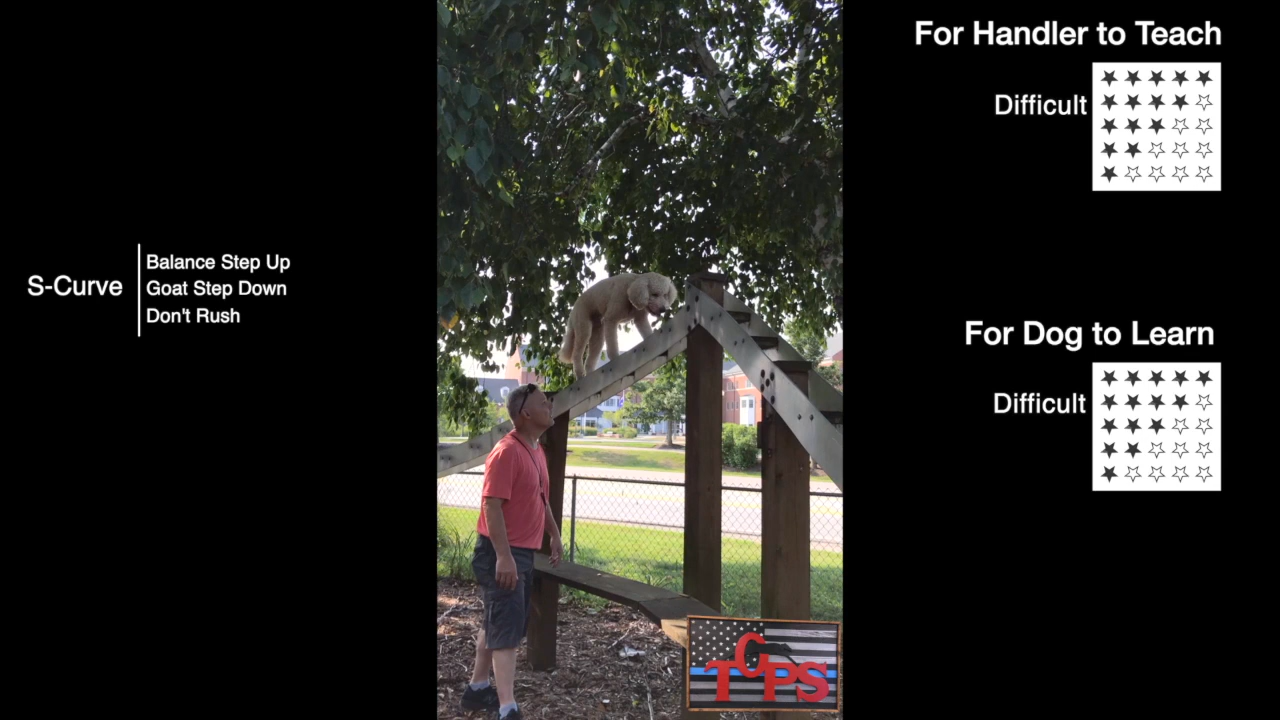 S-Curve
Balance Step Up
Goat Step Down
Don't Rush
For Handler to Teach
Difficult
For Dog to Learn
Difficult
TCPS